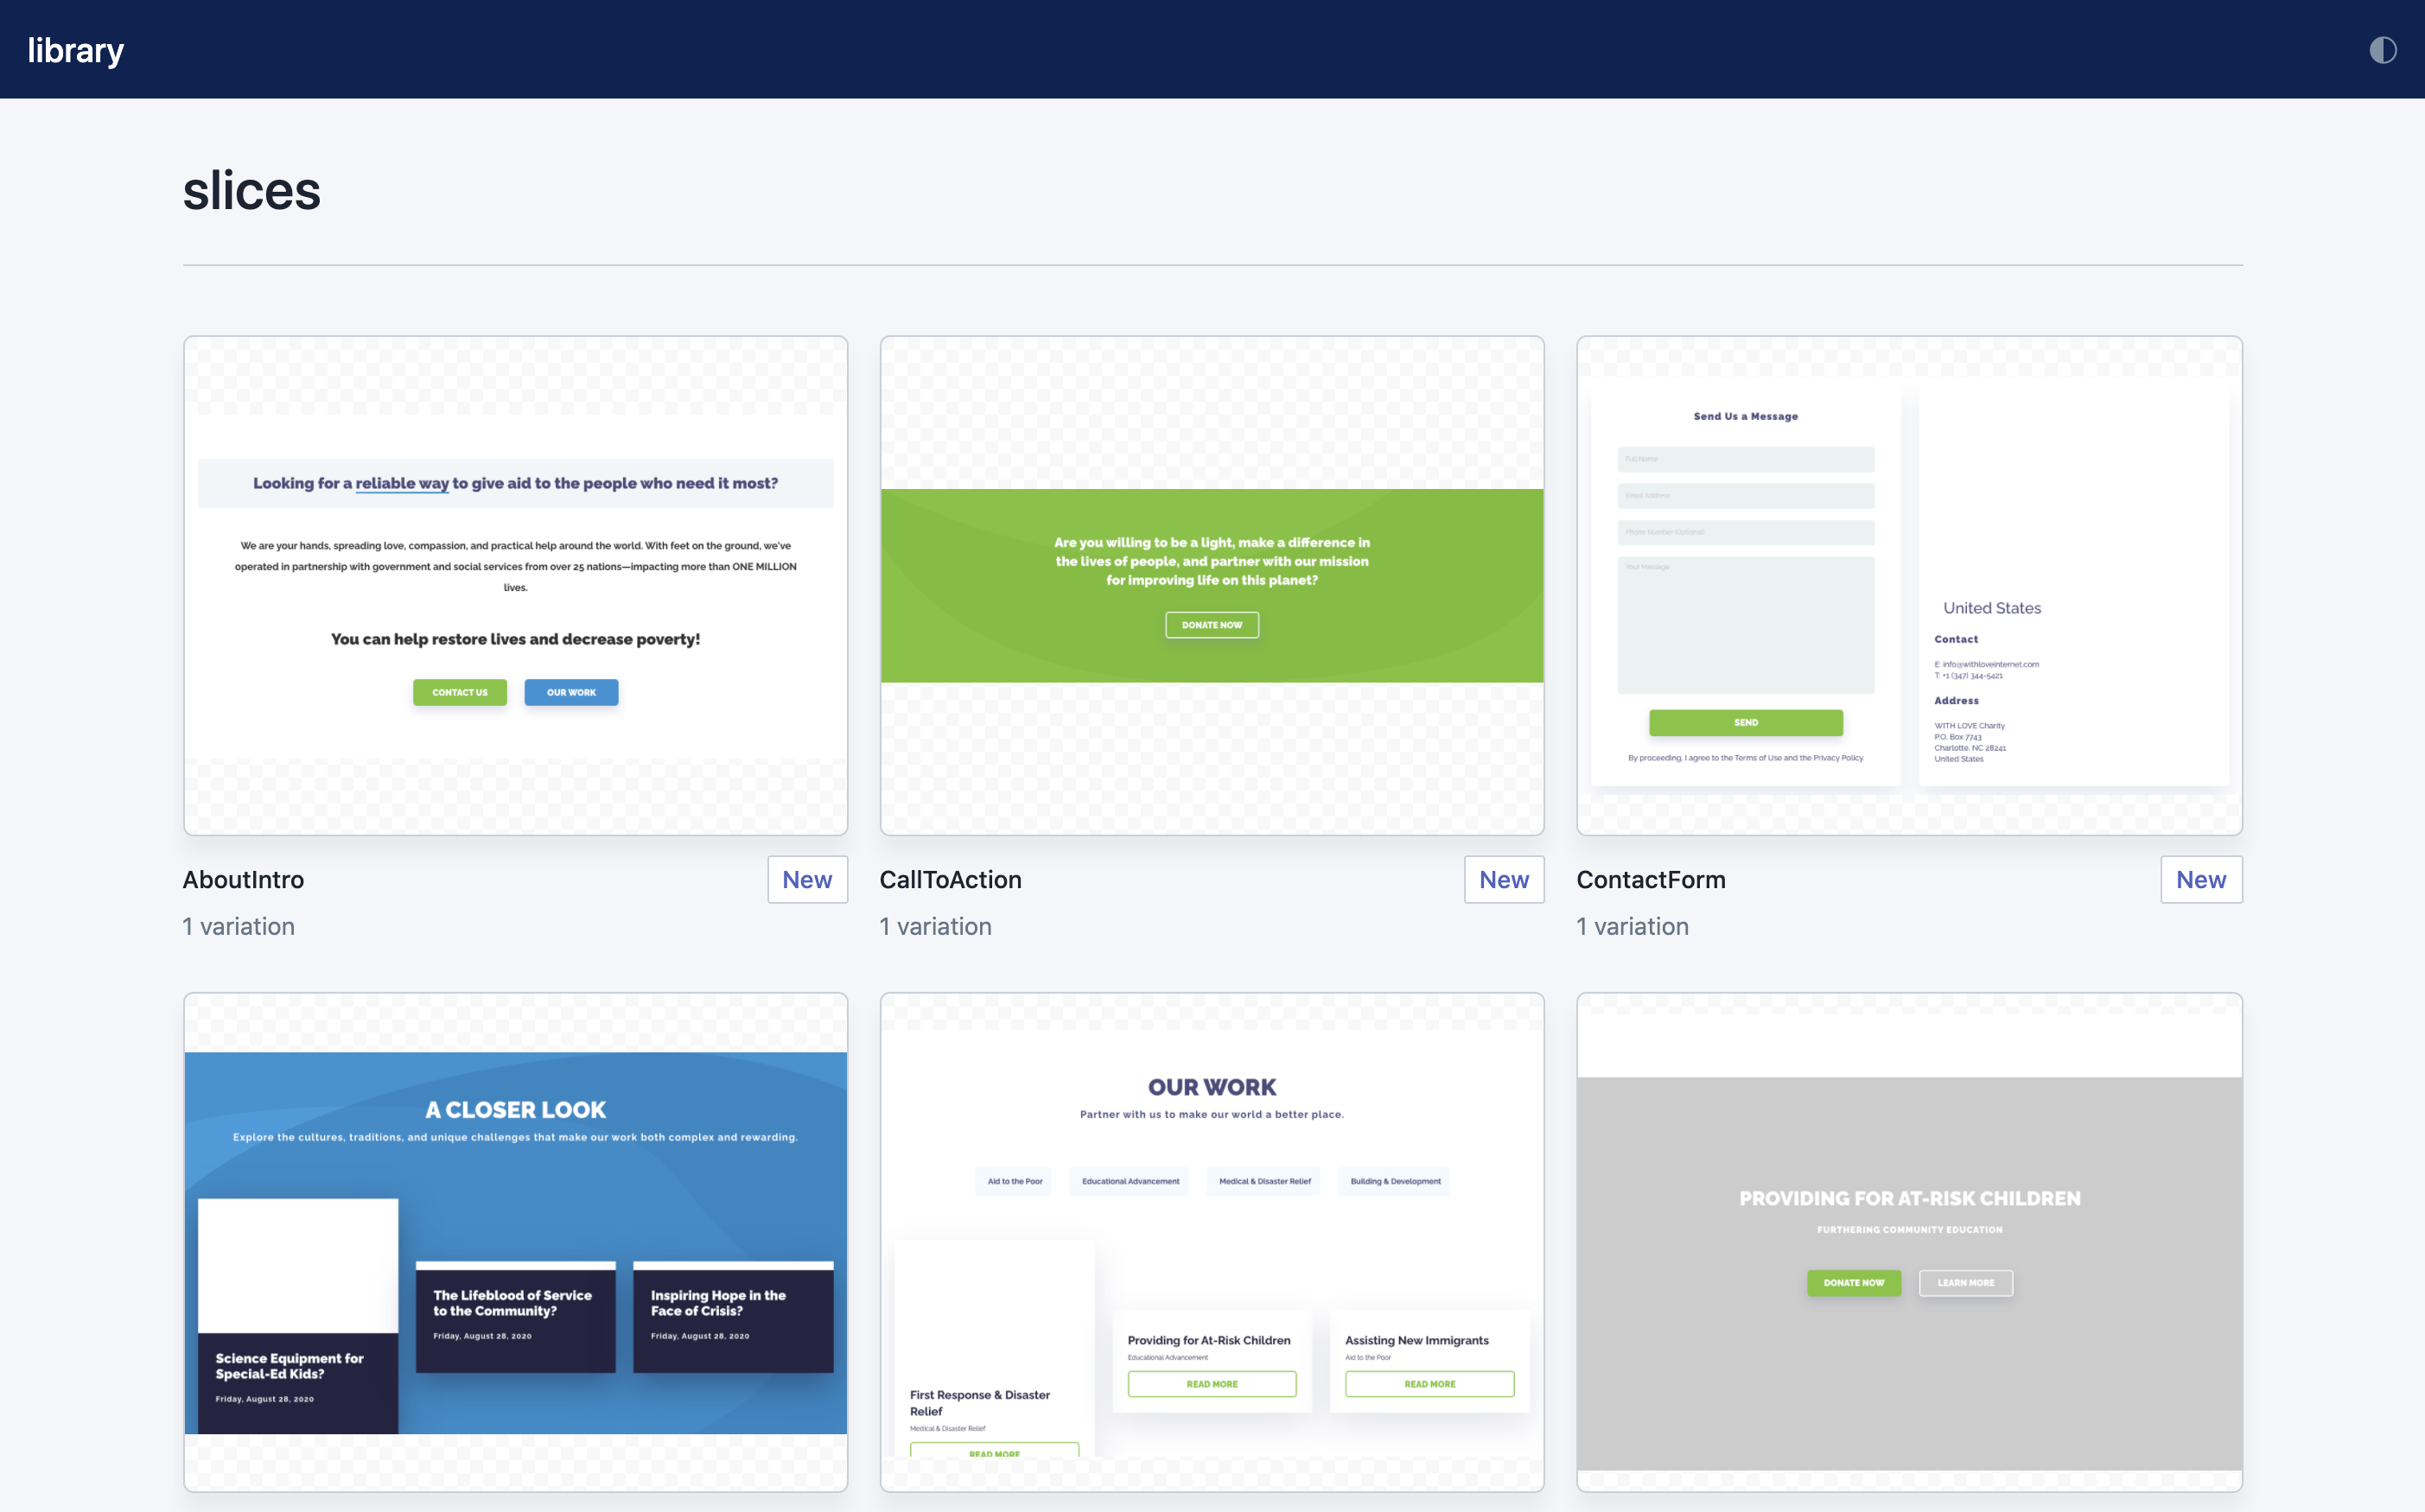 library
slices
Looking for a reliable way to give aid to the people who need it most?
We are your hands, spreading love, compassion, and practical help around the world. With feet on the ground, we've
operated in partnership with government and social services from over 25 nations—impacting more than ONE MILLION
lives.
You can help restore lives and decrease poverty!
CONTACT US
OUR WORK
AboutIntro
New
1 variation
Are you willing to be a light, make a difference in
the lives of people, and partner with our mission
for improving life on this planet?
DONATE NOW
CallToAction
New
1 variation
Send Us a Message
Full Name
Email Address
Phone Number (Optional)
Your Message
SEND
By proceeding, I agree to the Terms of Use and the Privacy Policy.
United States
Contact
E: info@withloveinternet.com
T: +1 (347) 344-5421
Address
WITH LOVE Charity
P.O. Box 7743
Charlotte, NC 28241
United States
ContactForm
New
1 variation
A CLOSER LOOK
Explore the cultures, traditions, and unique challenges that make our work both complex and rewarding.
Science Equipment for
Special-Ed Kids?
Friday, August 28, 2020
The Lifeblood of Service
to the Community?
Friday, August 28, 2020
Inspiring Hope in the
Face of Crisis?
Friday, August 28, 2020
OUR WORK
Partner with us to make our world a better place.
Aid to the Poor
Educational Advancement
Medical & Disaster Relief
Building & Development
First Response & Disaster
Relief
Medical & Disaster Relief
READ MORE
Providing for At-Risk Children
Educational Advancement
READ MORE
Assisting New Immigrants
Aid to the Poor
READ MORE
PROVIDING FOR AT-RISK CHILDREN
FURTHERING COMMUNITY EDUCATION
DONATE NOW
LEARN MORE